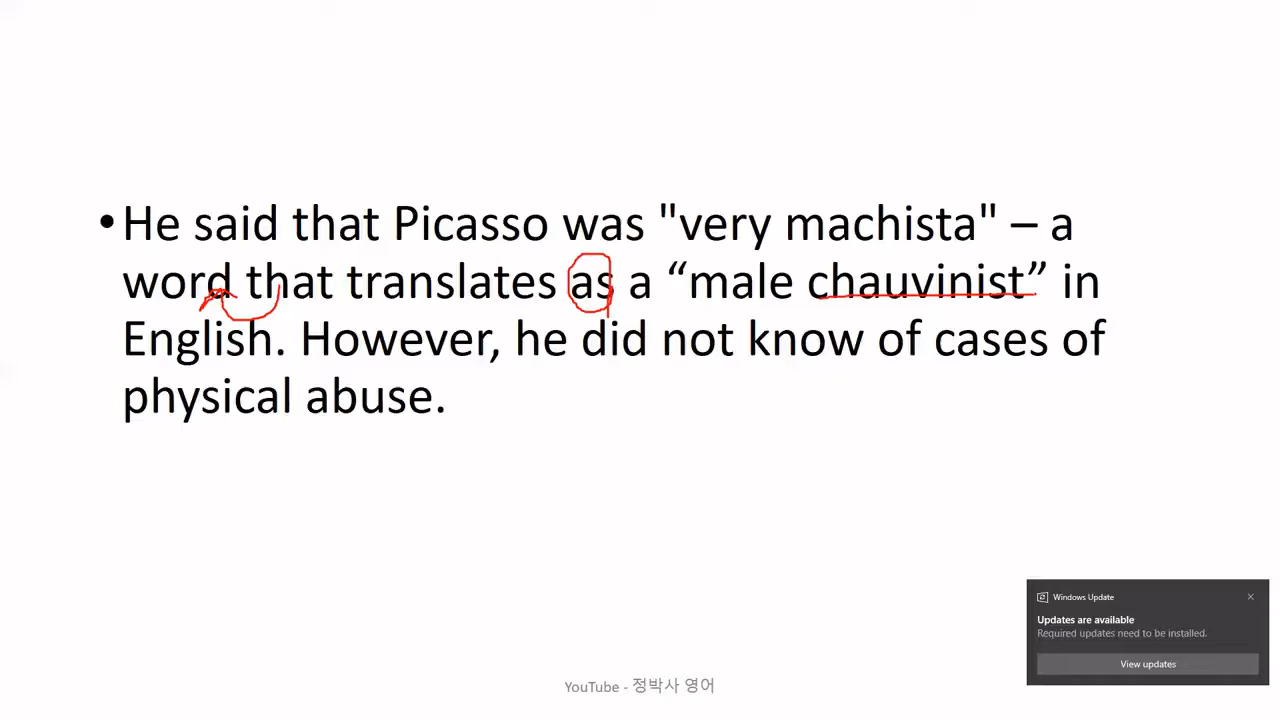 •He said that Picasso was "very machista" – a
word that translates as a “male chauvinist” in
English. However, he did not know of cases of
physical abuse.
Windows Update
Updates are available
Required updates need to be installed.
View updates
YouTube - 정박사 영어